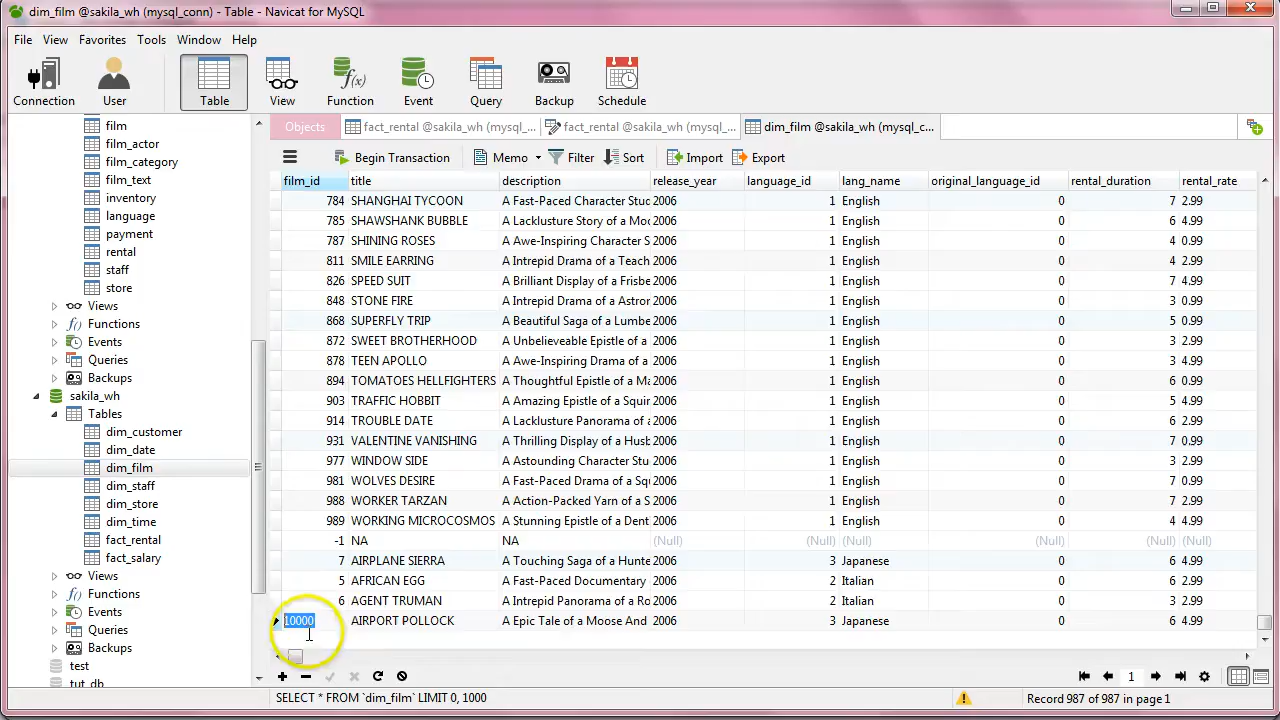 dim_film @sakila_wh (mysql_conn) - Table - Navicat for MySQL
File View Favorites Tools Window Help
Connection User Table View Function Event Query Backup Schedule
Objects fact_rental @sakila_wh (mysql_... fact_rental @sakila_wh (mysql_... dim_film @sakila_wh (mysql_c...
Begin Transaction Memo Filter Sort Import Export
film_id title description release_year language_id lang_name original_language_id rental_duration rental_rate
784 SHANGHAI TYCOON A Fast-Paced Character Stuc 2006 1 English 0 7 2.99
785 SHAWSHANK BUBBLE A Lacklusture Story of a Moo 2006 1 English 0 6 4.99
787 SHINING ROSES A Awe-Inspiring Character S 2006 1 English 0 4 0.99
811 SMILE EARRING A Intrepid Drama of a Teach 2006 1 English 0 4 2.99
826 SPEED SUIT A Brilliant Display of a Frisbe 2006 1 English 0 7 4.99
848 STONE FIRE A Intrepid Drama of a Astror 2006 1 English 0 3 0.99
868 SUPERFLY TRIP A Beautiful Saga of a Lumbe 2006 1 English 0 5 0.99
872 SWEET BROTHERHOOD A Unbelieveable Epistle of a 2006 1 English 0 3 2.99
878 TEEN APOLLO A Awe-Inspiring Drama of a 2006 1 English 0 3 4.99
894 TOMATOES HELLFIGHTERS A Thoughtful Epistle of a Ma 2006 1 English 0 6 0.99
903 TRAFFIC HOBBIT A Amazing Epistle of a Squir 2006 1 English 0 5 4.99
914 TROUBLE DATE A Lacklusture Panorama of a 2006 1 English 0 6 2.99
931 VALENTINE VANISHING A Thrilling Display of a Husb 2006 1 English 0 7 0.99
977 WINDOW SIDE A Astounding Character Stu 2006 1 English 0 3 2.99
981 WOLVES DESIRE A Fast-Paced Drama of a Sq 2006 1 English 0 7 0.99
988 WORKER TARZAN A Action-Packed Yarn of a S 2006 1 English 0 7 2.99
989 WORKING MICROCOSMOS A Stunning Epistle of a Dent 2006 1 English 0 4 4.99
-1 NA NA (Null) (Null) (Null) (Null) (Null)
7 AIRPLANE SIERRA A Touching Saga of a Hunte 2006 3 Japanese 0 6 4.99
5 AFRICAN EGG A Fast-Paced Documentary 2006 2 Italian 0 6 2.99
6 AGENT TRUMAN A Intrepid Panorama of a Ro 2006 2 Italian 0 3 2.99
10000 AIRPORT POLLOCK A Epic Tale of a Moose And 2006 3 Japanese 0 6 4.99
film
film_actor
film_category
film_text
inventory
language
payment
rental
staff
store
Views
Functions
Events
Queries
Backups
sakila_wh
Tables
dim_customer
dim_date
dim_film
dim_staff
dim_store
dim_time
fact_rental
fact_salary
Views
Functions
Events
Queries
Backups
test
tut_db
1
SELECT * FROM `dim_film` LIMIT 0, 1000
Record 987 of 987 in page 1